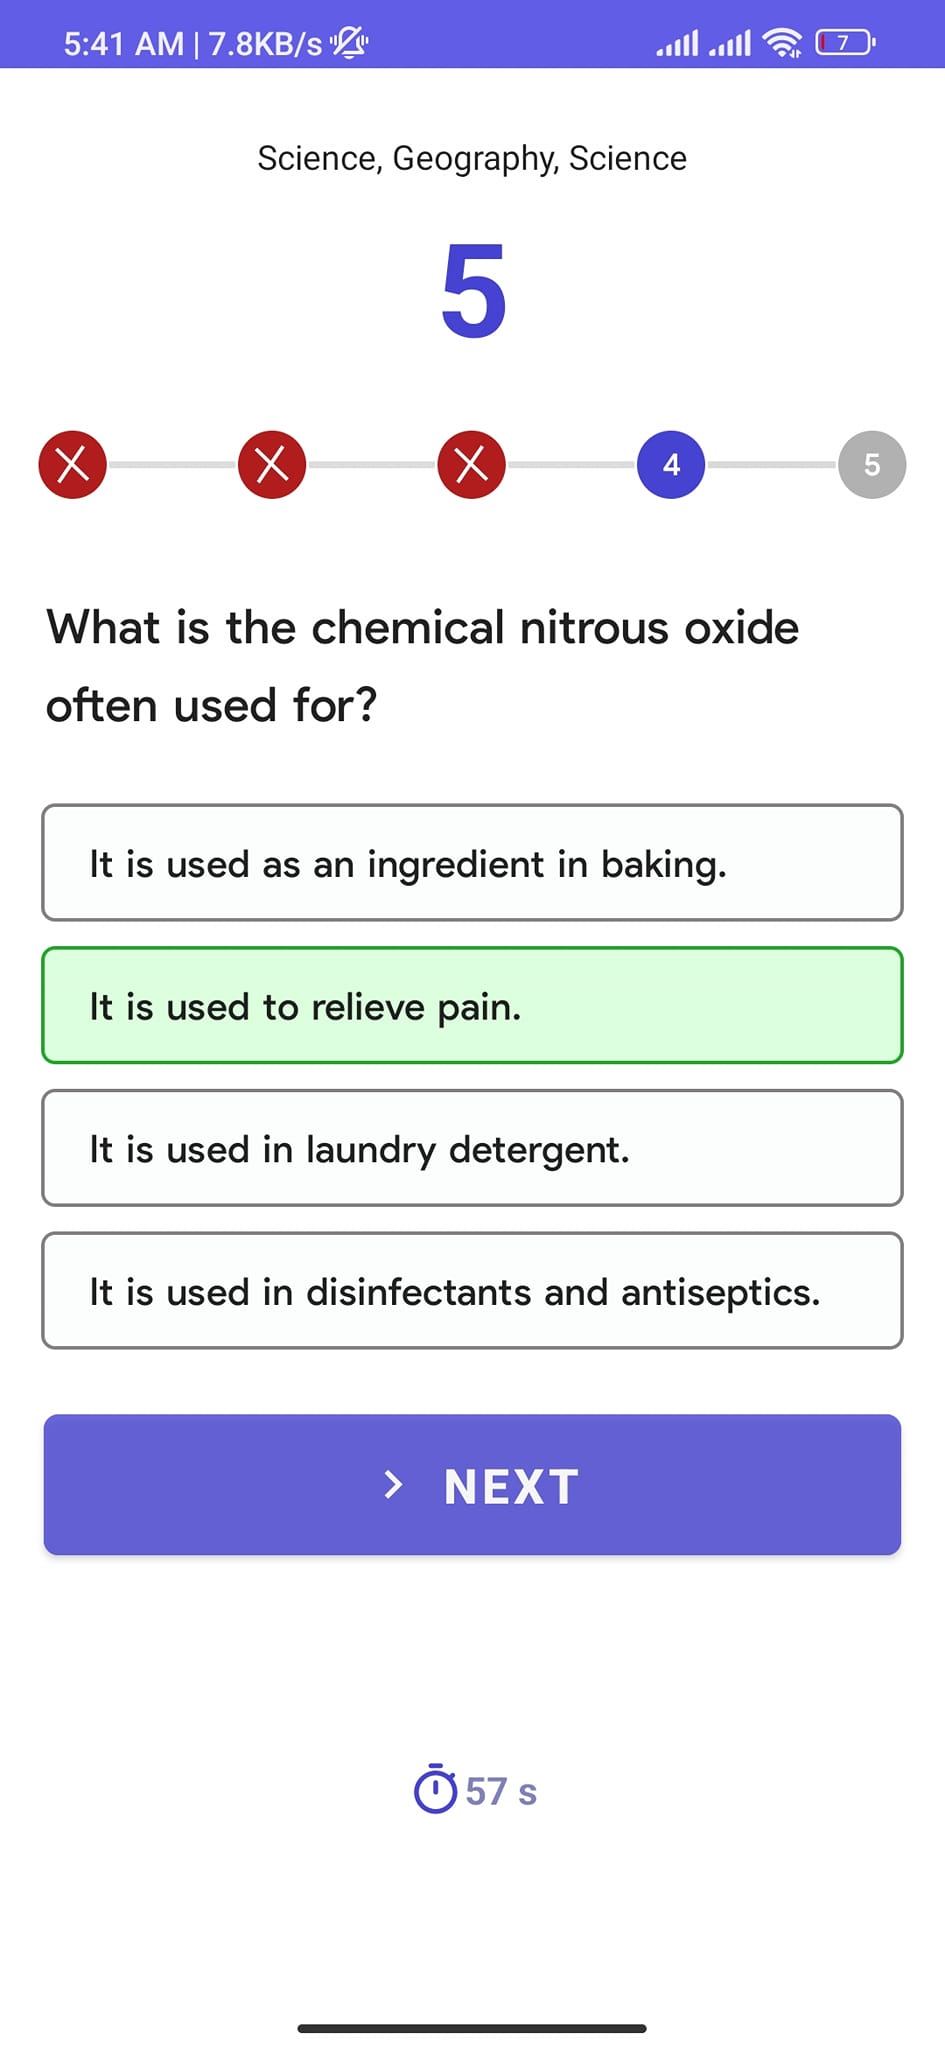 5:41 AM | 7.8KB/s
7
Science, Geography, Science
5
4
5
What is the chemical nitrous oxide
often used for?
It is used as an ingredient in baking.
It is used to relieve pain.
It is used in laundry detergent.
It is used in disinfectants and antiseptics.
NEXT
57 s